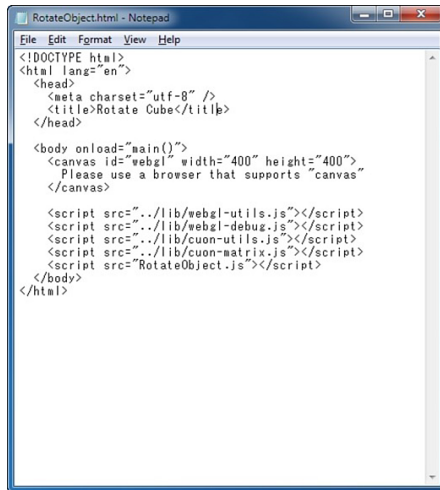 RotateObject.html - Notepad
File Edit Format View Help
<!DOCTYPE html>
<html lang="en">
  <head>
    <meta charset="utf-8" />
    <title>Rotate Cube</title>
  </head>

  <body onload="main()">
    <canvas id="webgl" width="400" height="400">
      Please use a browser that supports "canvas"
    </canvas>

    <script src="../lib/webgl-utils.js"></script>
    <script src="../lib/webgl-debug.js"></script>
    <script src="../lib/cuon-utils.js"></script>
    <script src="../lib/cuon-matrix.js"></script>
    <script src="RotateObject.js"></script>
  </body>
</html>